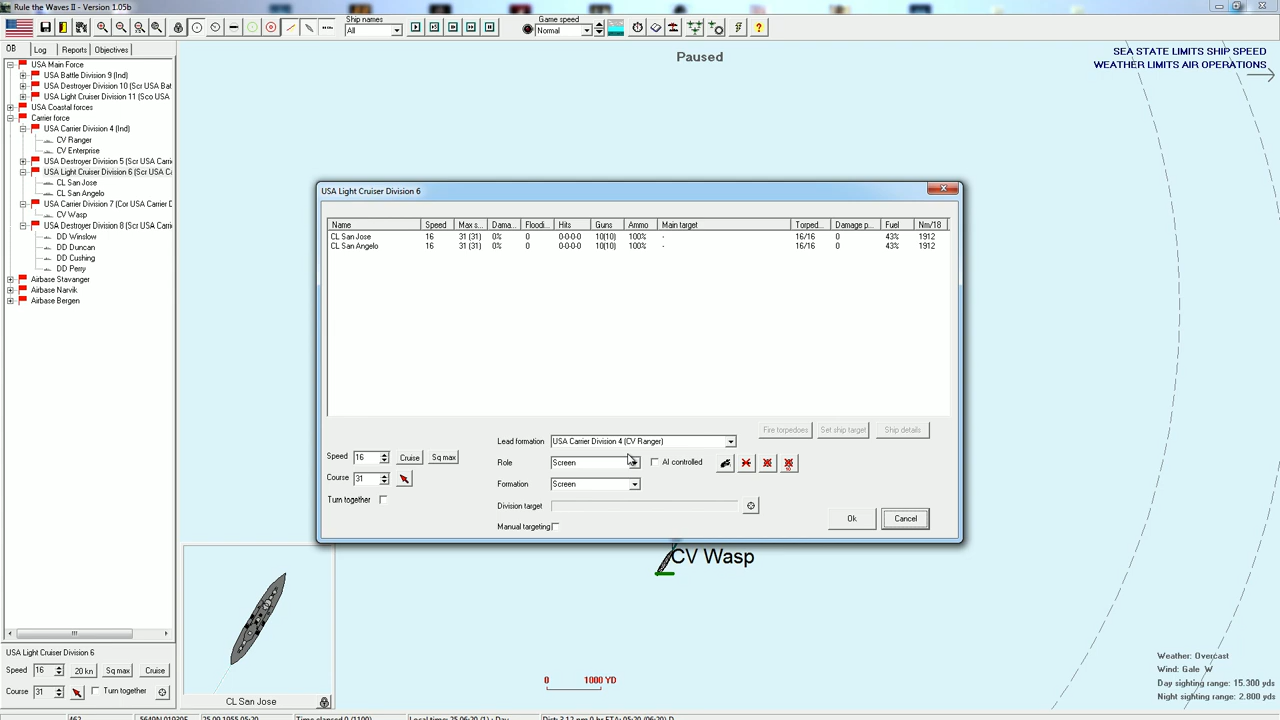 Rule the Waves II - Version 1.05b
Ship names
All
Game speed
Normal
OB
Log
Reports
Objectives
USA Main Force
USA Battle Division 9 (Ind)
USA Destroyer Division 10 (Scr USA Bat
USA Light Cruiser Division 11 (Sco USA
USA Coastal forces
Carrier force
USA Carrier Division 4 (Ind)
CV Ranger
CV Enterprise
USA Destroyer Division 5 (Scr USA Carri
USA Light Cruiser Division 6 (Scr USA Ca
CL San Jose
CL San Angelo
USA Carrier Division 7 (Cor USA Carrier D
CV Wasp
USA Destroyer Division 8 (Scr USA Carri
DD Winslow
DD Duncan
DD Cushing
DD Perry
Airbase Stavanger
Airbase Narvik
Airbase Bergen
Paused
SEA STATE LIMITS SHIP SPEED
WEATHER LIMITS AIR OPERATIONS
USA Light Cruiser Division 6
Name Speed Max s... Dama... Floodi... Hits Guns Ammo Main target Torped... Damage p... Fuel Nm/18
CL San Jose 16 31 (31) 0% 0 0-0-0-0 10(10) 100% - 16/16 0 43% 1912
CL San Angelo 16 31 (31) 0% 0 0-0-0-0 10(10) 100% - 16/16 0 43% 1912
Fire torpedoes
Set ship target
Ship details
Lead formation USA Carrier Division 4 (CV Ranger)
Speed 16 Cruise Sq max
Role Screen AI controlled
Course 31
Formation Screen
Turn together
Division target
Manual targeting
Ok
Cancel
CV Wasp
USA Light Cruiser Division 6
Speed 16 20 kn Sq max Cruise
Course 31 Turn together
CL San Jose
0 1000 YD
Weather: Overcast
Wind: Gale W
Day sighting range: 15.300 yds
Night sighting range: 2.800 yds